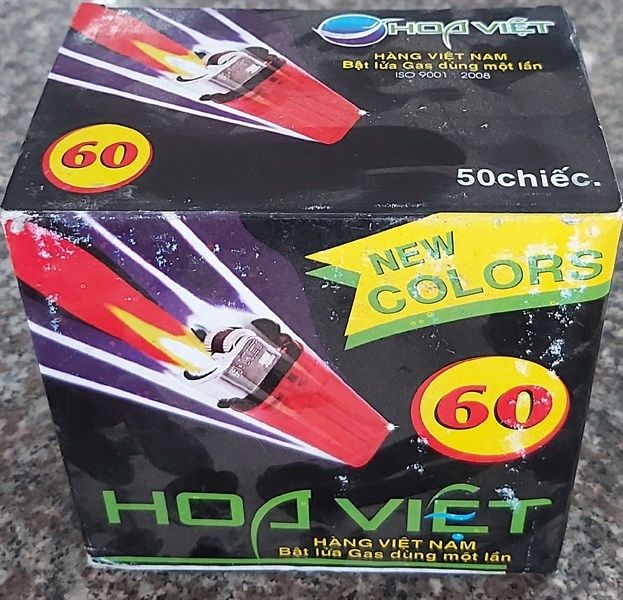 HOA VIỆT
HÀNG VIỆT NAM
Bật lửa Gas dùng một lần
ISO 9001 : 2008
60
50chiếc.
NEW
COLORS
60
HOA VIỆT
HÀNG VIỆT NAM
Bật lửa Gas dùng một lần